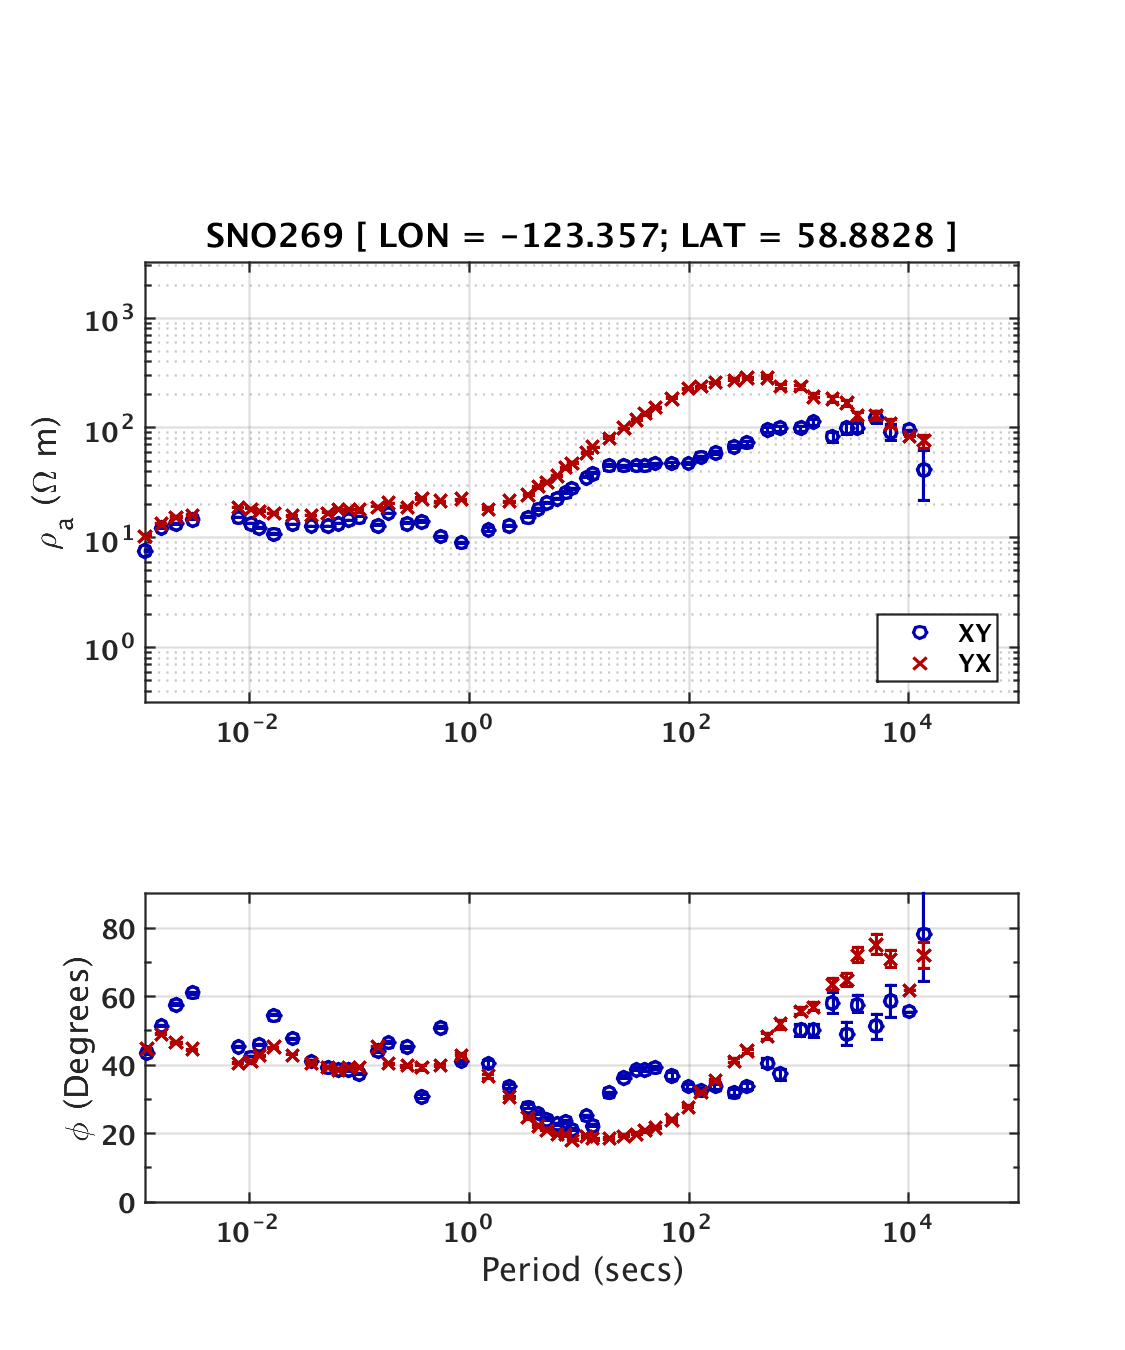 SNO269 [ LON = -123.357; LAT = 58.8828 ]
ρa (Ω m)
10^3
10^2
10^1
10^0
XY
YX
10^-2 10^0 10^2 10^4
ϕ (Degrees)
80
60
40
20
0
10^-2 10^0 10^2 10^4
Period (secs)